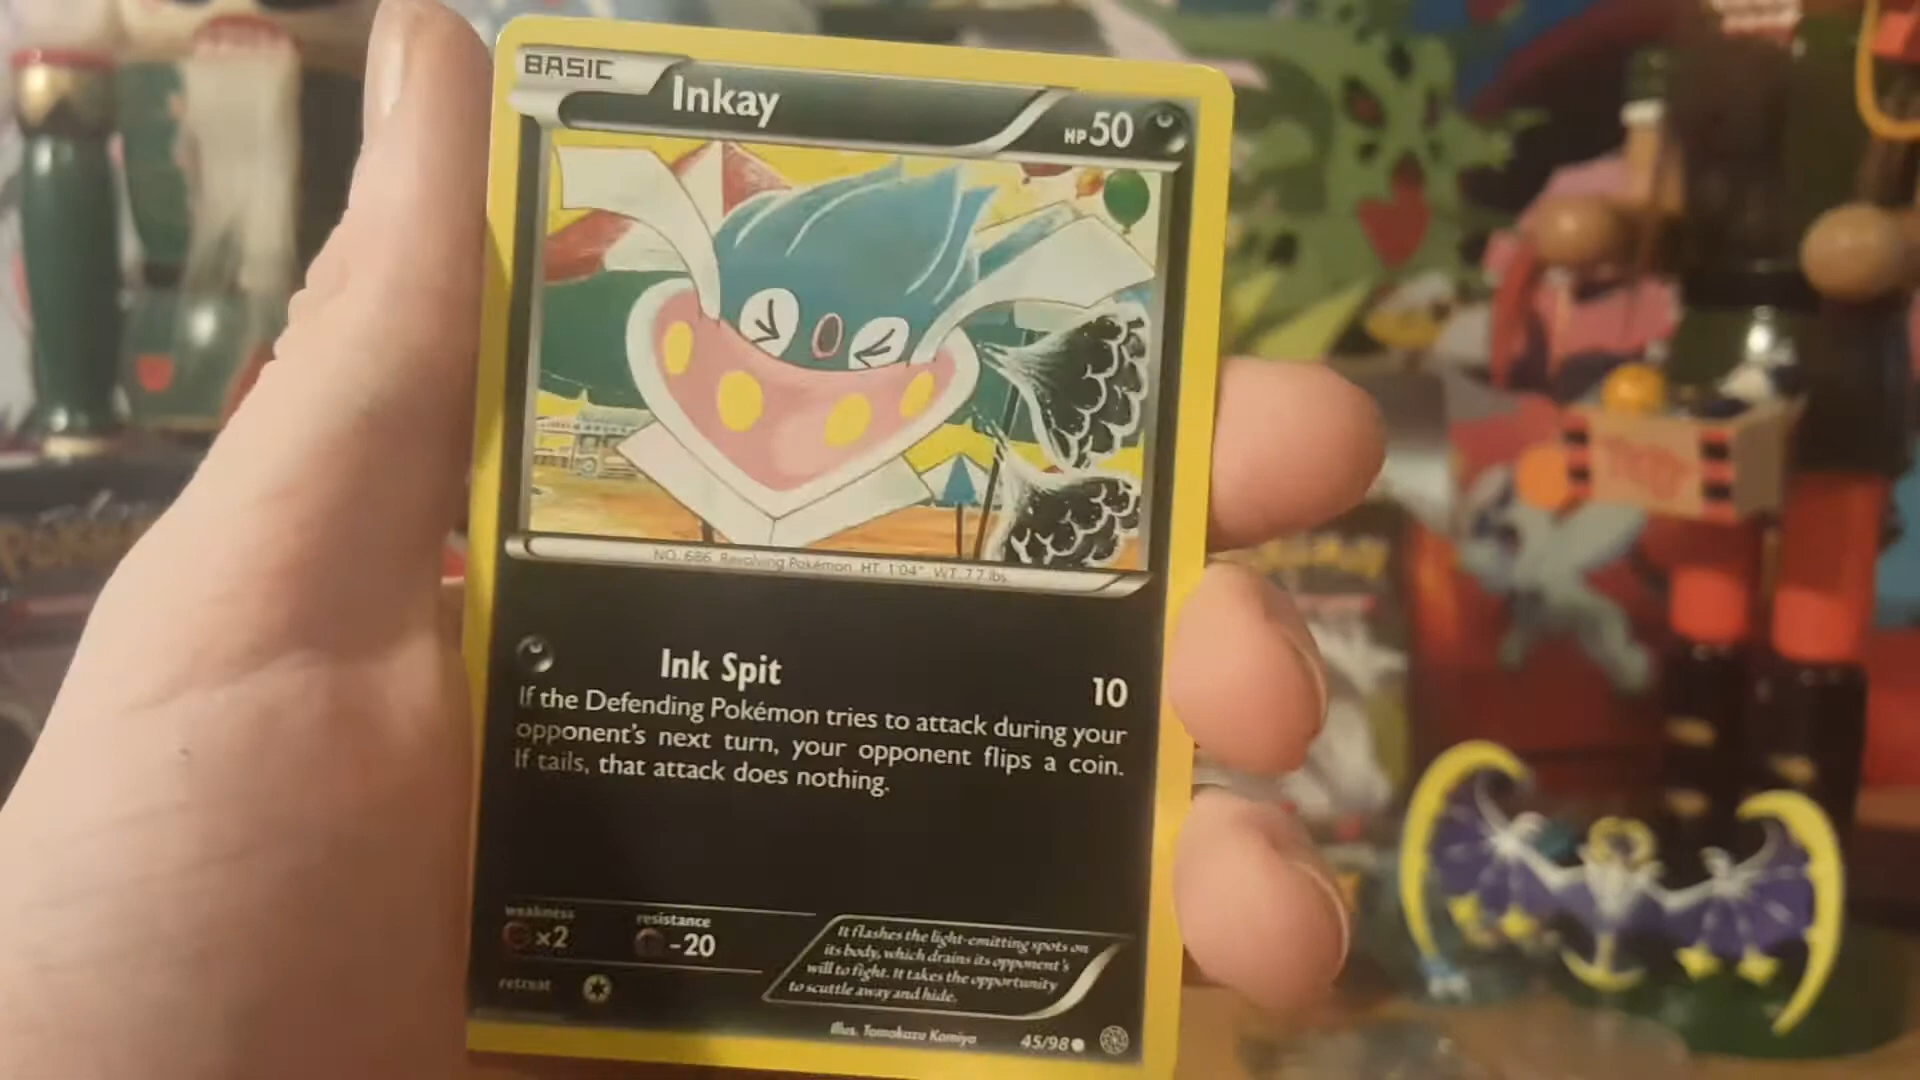 BASIC
Inkay
HP50
NO. 686 Revolving Pokémon HT: 1'04" WT: 7.7 lbs.
Ink Spit
10
If the Defending Pokémon tries to attack during your
opponent's next turn, your opponent flips a coin.
If tails, that attack does nothing.
weakness
x2
resistance
-20
retreat
It flashes the light-emitting spots on
its body, which drains its opponent's
will to fight. It takes the opportunity
to scuttle away and hide.
Illus. Tomokazu Komiya
45/98